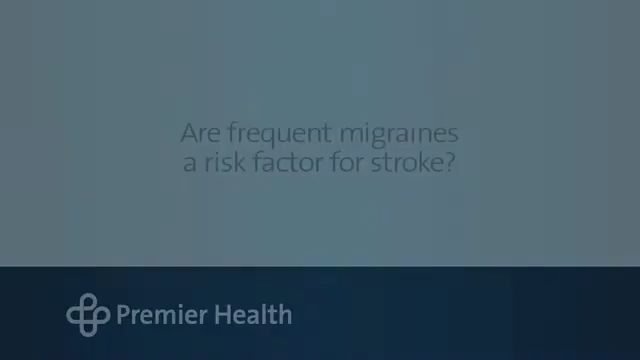 Are frequent migraines
a risk factor for stroke?
Premier Health